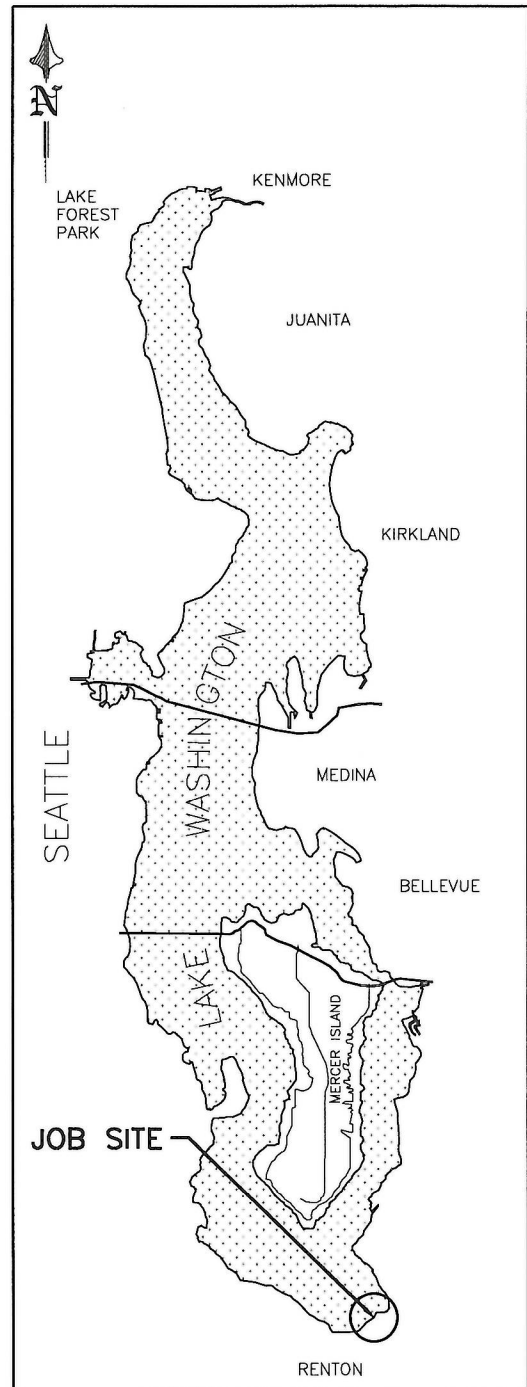 N
LAKE
FOREST
PARK
KENMORE
JUANITA
KIRKLAND
LAKE WASHINGTON
SEATTLE
MEDINA
BELLEVUE
MERCER ISLAND
JOB SITE
RENTON